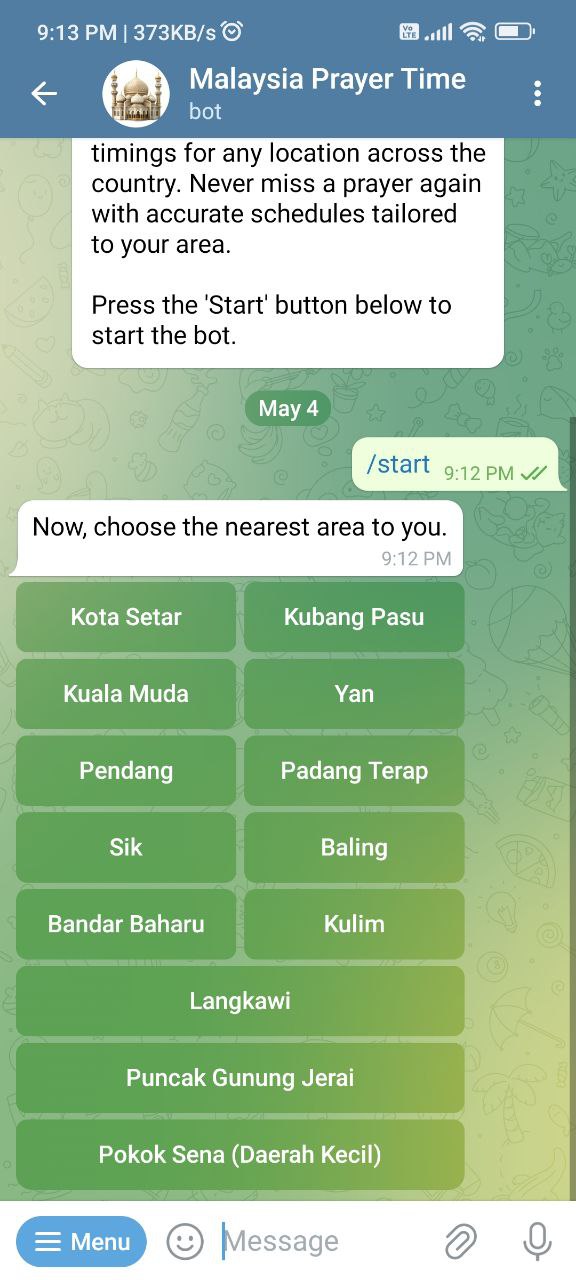 9:13 PM | 373KB/s
Vo LTE
Malaysia Prayer Time
bot
timings for any location across the
country. Never miss a prayer again
with accurate schedules tailored
to your area.
Press the 'Start' button below to
start the bot.
May 4
/start 9:12 PM
Now, choose the nearest area to you.
9:12 PM
Kota Setar
Kubang Pasu
Kuala Muda
Yan
Pendang
Padang Terap
Sik
Baling
Bandar Baharu
Kulim
Langkawi
Puncak Gunung Jerai
Pokok Sena (Daerah Kecil)
Menu
Message